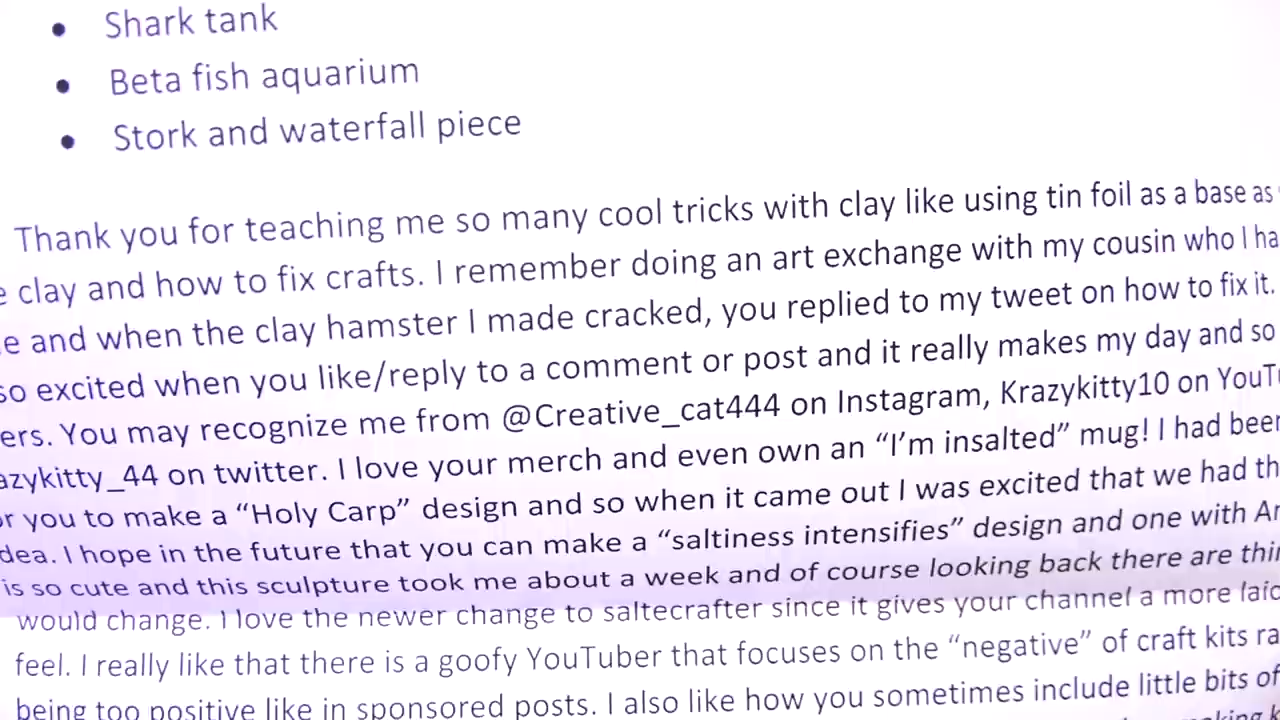 Shark tank
Beta fish aquarium
Stork and waterfall piece
Thank you for teaching me so many cool tricks with clay like using tin foil as a base as
clay and how to fix crafts. I remember doing an art exchange with my cousin who I ha
e and when the clay hamster I made cracked, you replied to my tweet on how to fix it.
so excited when you like/reply to a comment or post and it really makes my day and so
ers. You may recognize me from @Creative_cat444 on Instagram, Krazykitty10 on YouTu
azykitty_44 on twitter. I love your merch and even own an “I’m insalted” mug! I had been
or you to make a “Holy Carp” design and so when it came out I was excited that we had th
dea. I hope in the future that you can make a “saltiness intensifies” design and one with Ar
is so cute and this sculpture took me about a week and of course looking back there are thin
would change. I love the newer change to saltecrafter since it gives your channel a more laid
feel. I really like that there is a goofy YouTuber that focuses on the “negative” of craft kits ra
being too positive like in sponsored posts. I also like how you sometimes include little bits of